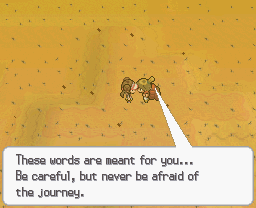 These words are meant for you...
Be careful, but never be afraid of
the journey.